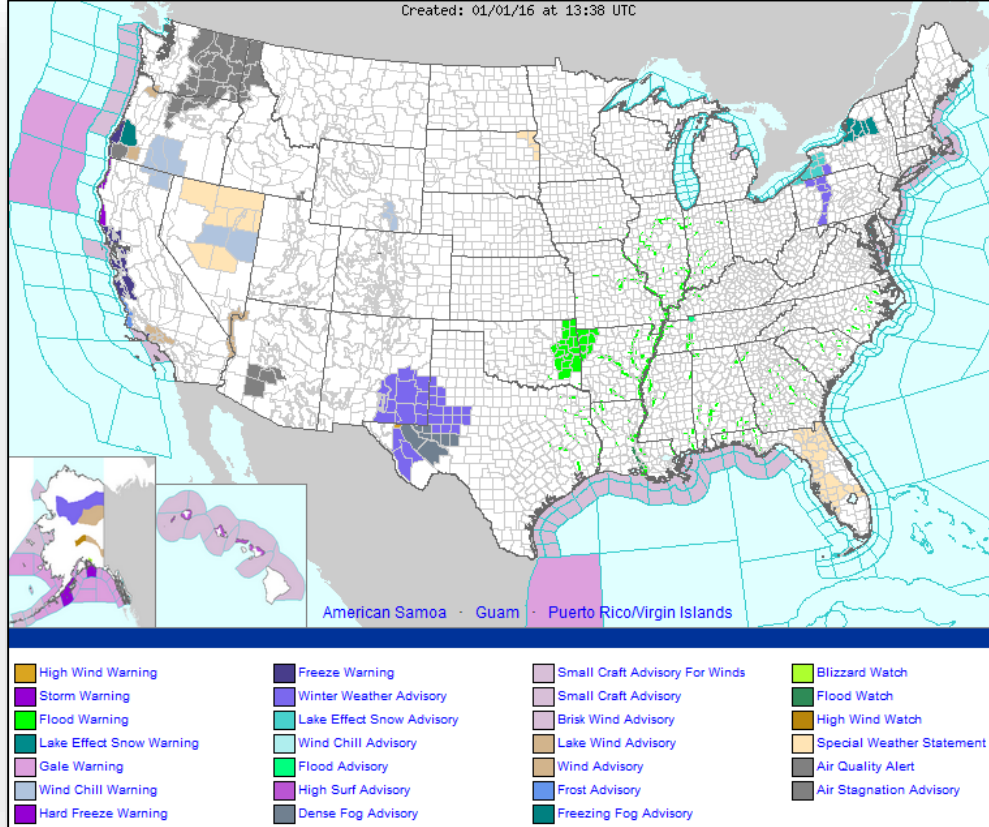 Created: 01/01/16 at 13:38 UTC
American Samoa · Guam · Puerto Rico/Virgin Islands
High Wind Warning
Storm Warning
Flood Warning
Lake Effect Snow Warning
Gale Warning
Wind Chill Warning
Hard Freeze Warning
Freeze Warning
Winter Weather Advisory
Lake Effect Snow Advisory
Wind Chill Advisory
Flood Advisory
High Surf Advisory
Dense Fog Advisory
Small Craft Advisory For Winds
Small Craft Advisory
Brisk Wind Advisory
Lake Wind Advisory
Wind Advisory
Frost Advisory
Freezing Fog Advisory
Blizzard Watch
Flood Watch
High Wind Watch
Special Weather Statement
Air Quality Alert
Air Stagnation Advisory